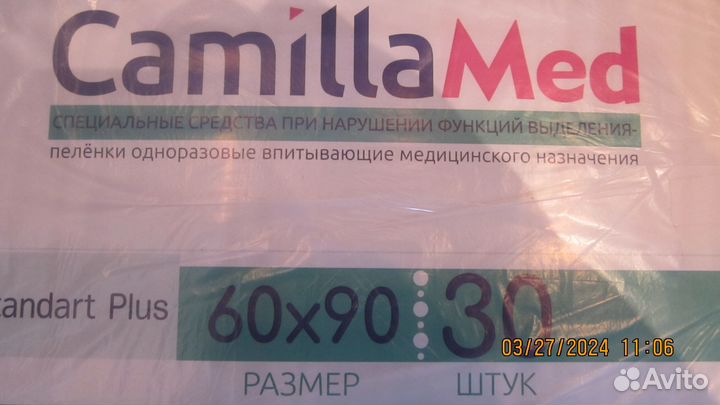 CamillaMed
СПЕЦИАЛЬНЫЕ СРЕДСТВА ПРИ НАРУШЕНИИ ФУНКЦИЙ ВЫДЕЛЕНИЯ-
пелёнки одноразовые впитывающие медицинского назначения
tandart Plus 60x90 30
РАЗМЕР ШТУК
03/27/2024 11:06
Avito